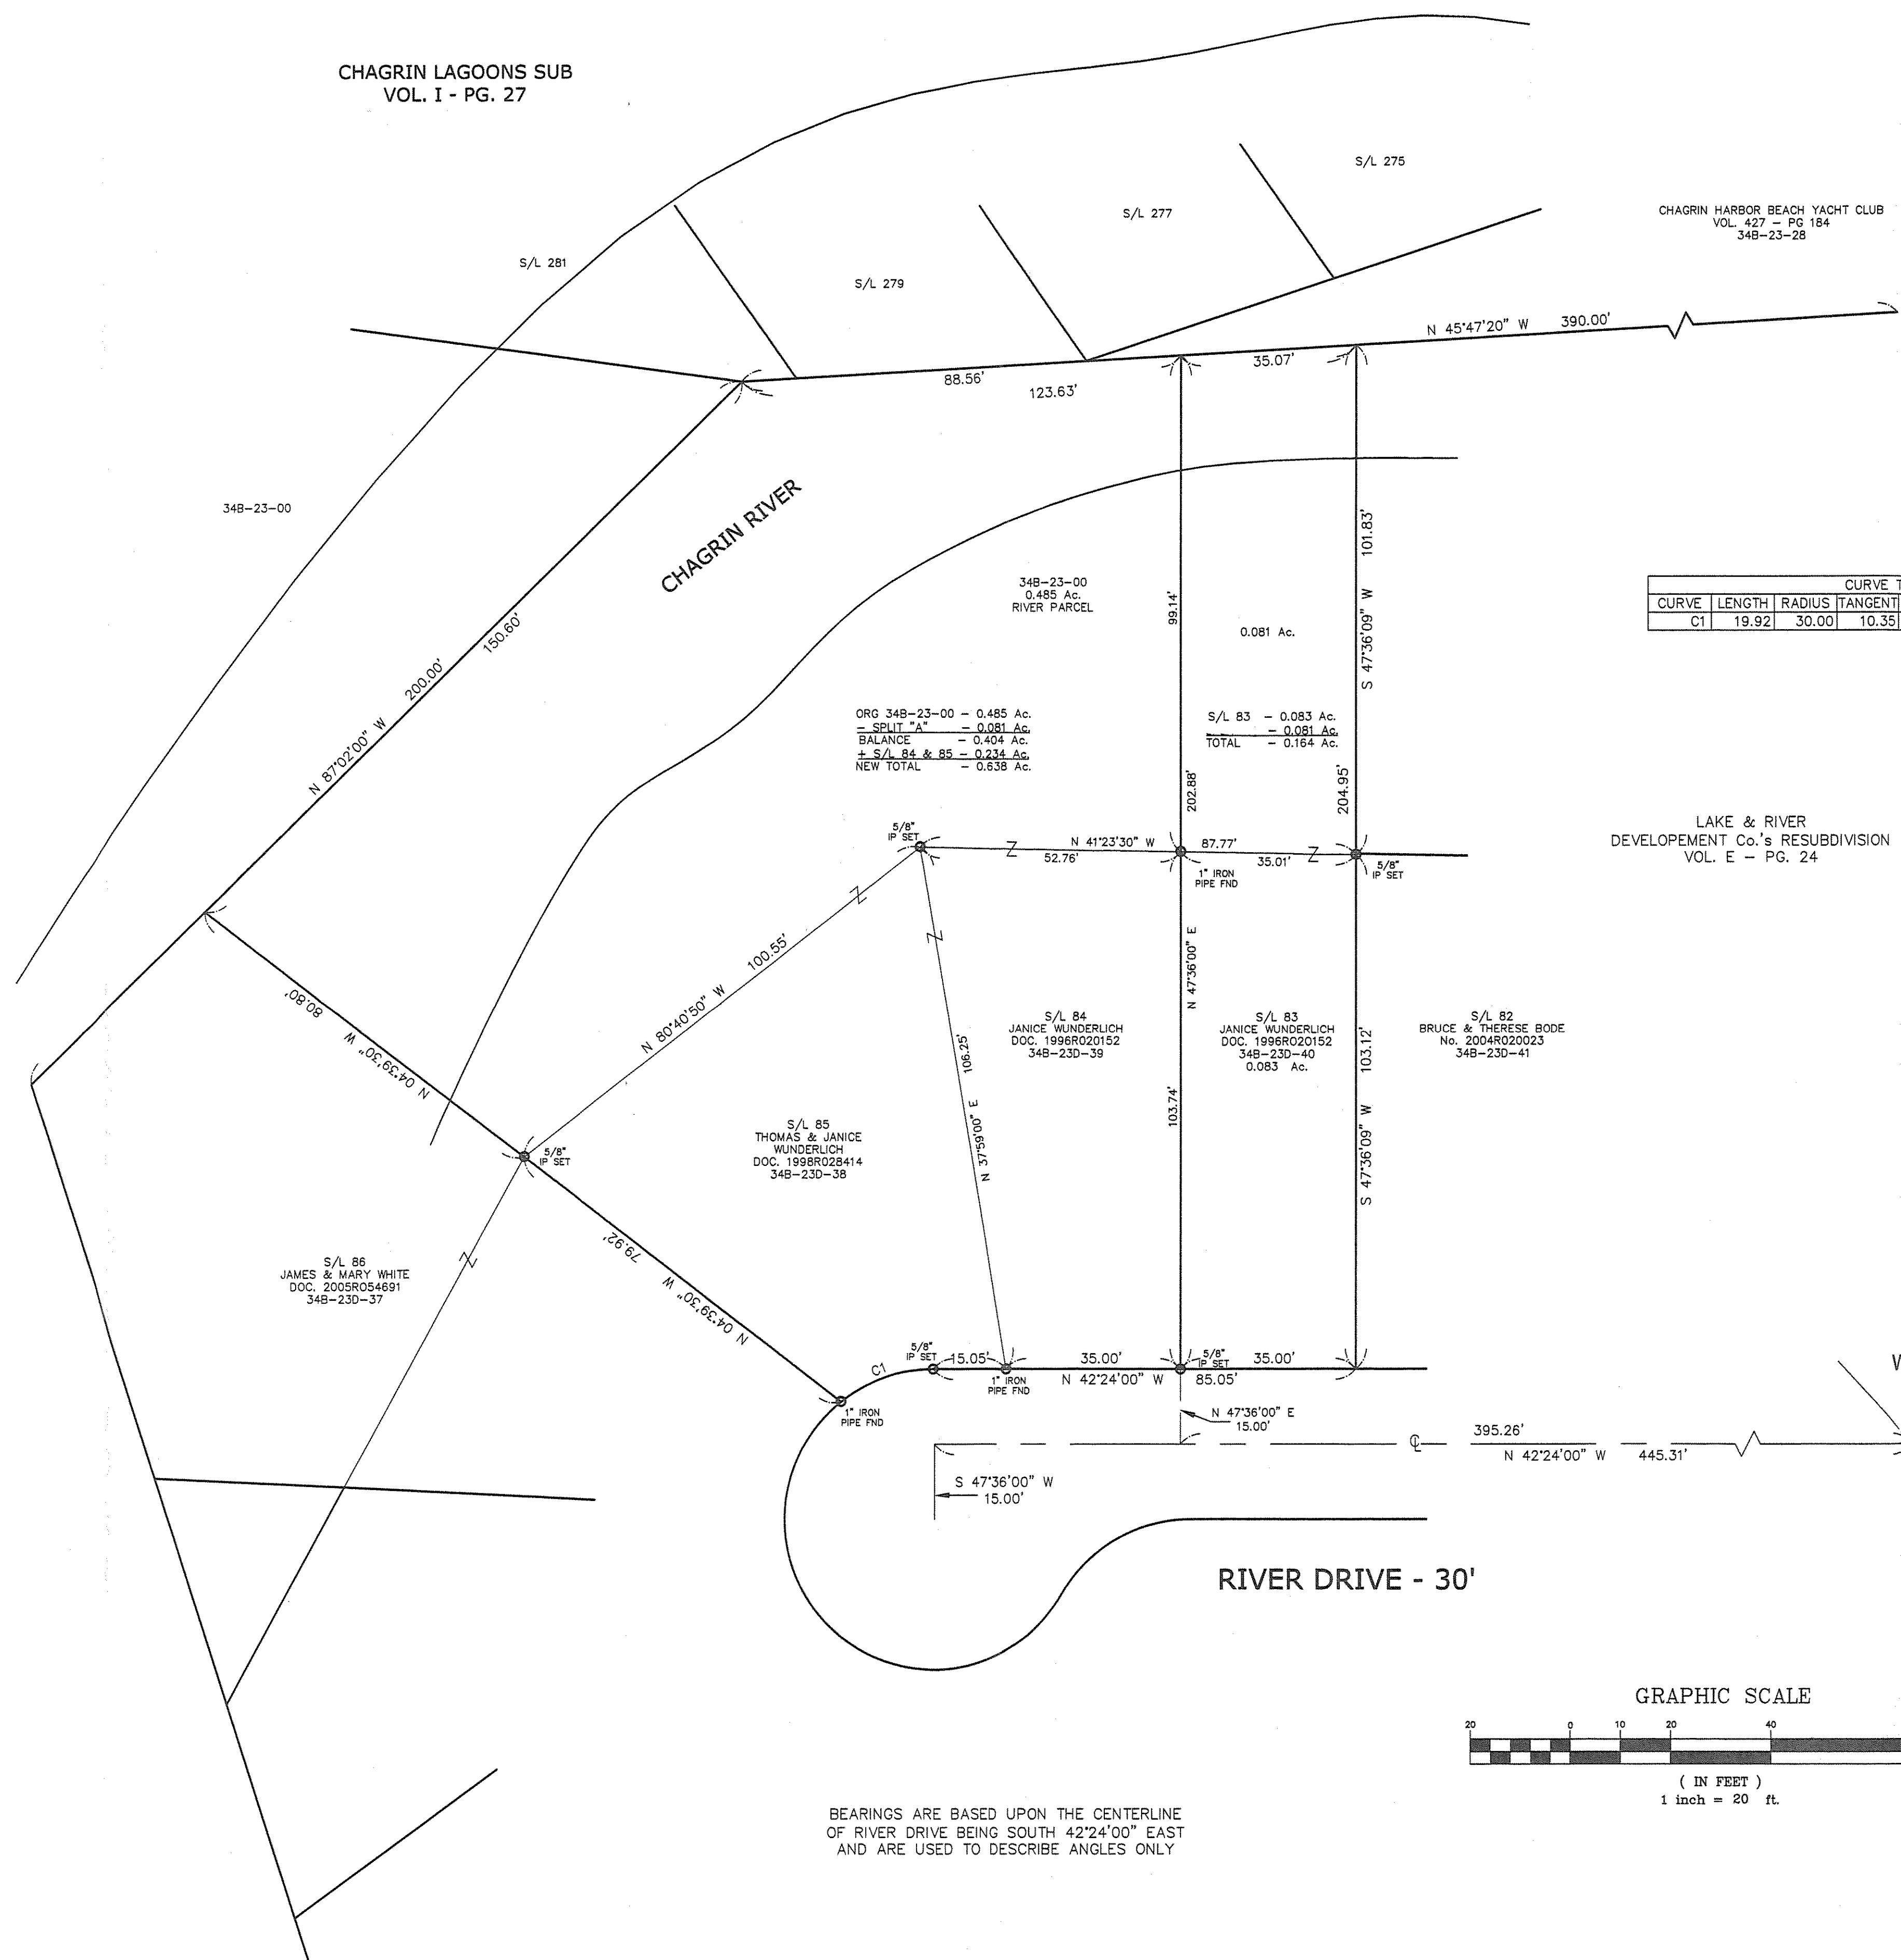 CHAGRIN LAGOONS SUB
VOL. I - PG. 27
S/L 275
S/L 277
S/L 279
S/L 281
CHAGRIN HARBOR BEACH YACHT CLUB
VOL. 427 - PG 184
34B-23-28
N 45°47'20" W 390.00'
35.07'
88.56'
123.63'
34B-23-00
CHAGRIN RIVER
N 87°02'00" W 200.00'
150.60'
34B-23-00
0.485 Ac.
RIVER PARCEL
99.14'
0.081 Ac.
S 47°36'09" W 101.83'
CURVE T
CURVE LENGTH RADIUS TANGENT
C1 19.92 30.00 10.35
ORG 34B-23-00 - 0.485 Ac.
- SPLIT "A" - 0.081 Ac.
BALANCE - 0.404 Ac.
+ S/L 84 & 85 - 0.234 Ac.
NEW TOTAL - 0.638 Ac.
S/L 83 - 0.083 Ac.
- 0.081 Ac.
TOTAL - 0.164 Ac.
202.88'
204.95'
LAKE & RIVER
DEVELOPEMENT Co.'s RESUBDIVISION
VOL. E - PG. 24
5/8"
IP SET
N 41°23'30" W 87.77'
52.76'
35.01'
1" IRON
PIPE FND
5/8"
IP SET
N 80°40'50" W 100.55'
N 04°39'30" W 80.80'
N 37°59'00" E 106.25'
N 47°36'00" E
103.74'
S/L 84
JANICE WUNDERLICH
DOC. 1996R020152
34B-23D-39
S/L 83
JANICE WUNDERLICH
DOC. 1996R020152
34B-23D-40
0.083 Ac.
S 47°36'09" W 103.12'
S/L 82
BRUCE & THERESE BODE
No. 2004R020023
34B-23D-41
S/L 85
THOMAS & JANICE
WUNDERLICH
DOC. 1998R028414
34B-23D-38
5/8"
IP SET
S/L 86
JAMES & MARY WHITE
DOC. 2005R054691
34B-23D-37
N 04°39'30" W 79.92'
C1
5/8"
IP SET
15.05'
35.00'
5/8"
IP SET
35.00'
1" IRON
PIPE FND
N 42°24'00" W 85.05'
1" IRON
PIPE FND
N 47°36'00" E
15.00'
395.26'
℄
N 42°24'00" W 445.31'
S 47°36'00" W
15.00'
RIVER DRIVE - 30'
GRAPHIC SCALE
20 0 10 20 40
( IN FEET )
1 inch = 20 ft.
BEARINGS ARE BASED UPON THE CENTERLINE
OF RIVER DRIVE BEING SOUTH 42°24'00" EAST
AND ARE USED TO DESCRIBE ANGLES ONLY